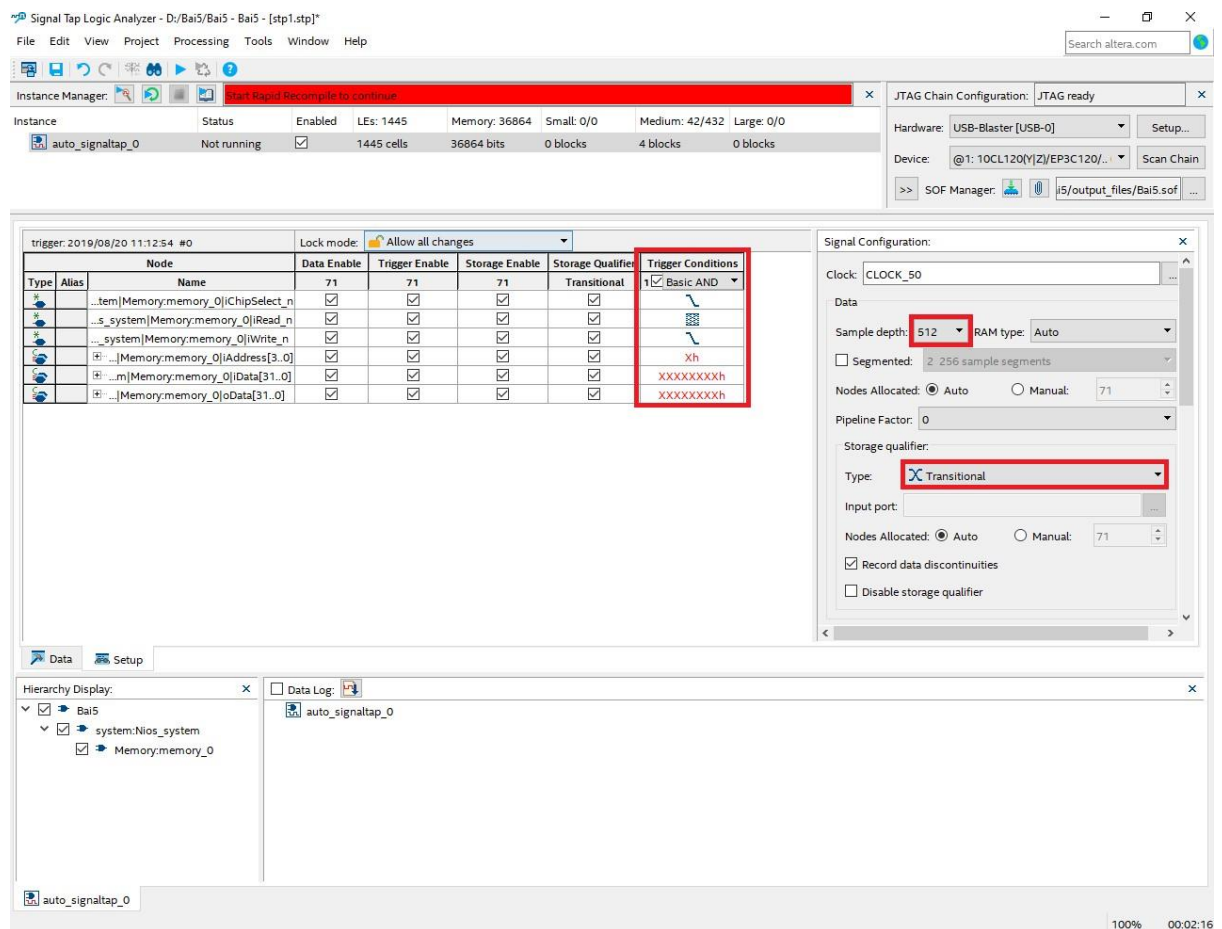 Signal Tap Logic Analyzer - D:/Bai5/Bai5 - Bai5 - [stp1.stp]*
File Edit View Project Processing Tools Window Help
Search altera.com
Instance Manager: Start Rapid Recompile to continue
JTAG Chain Configuration: JTAG ready
Instance Status Enabled LEs: 1445 Memory: 36864 Small: 0/0 Medium: 42/432 Large: 0/0
auto_signaltap_0 Not running 1445 cells 36864 bits 0 blocks 4 blocks 0 blocks
Hardware: USB-Blaster [USB-0] Setup...
Device: @1: 10CL120(Y|Z)/EP3C120/.. Scan Chain
>> SOF Manager: i5/output_files/Bai5.sof ...
trigger: 2019/08/20 11:12:54 #0 Lock mode: Allow all changes
Node Data Enable Trigger Enable Storage Enable Storage Qualifier Trigger Conditions
Type Alias Name 71 71 71 Transitional 1 Basic AND
...tem|Memory:memory_0|iChipSelect_n
...s_system|Memory:memory_0|iRead_n
..._system|Memory:memory_0|iWrite_n
...|Memory:memory_0|iAddress[3..0] Xh
...m|Memory:memory_0|iData[31..0] XXXXXXXXh
...|Memory:memory_0|oData[31..0] XXXXXXXXh
Signal Configuration:
Clock: CLOCK_50 ...
Data
Sample depth: 512 RAM type: Auto
Segmented: 2 256 sample segments
Nodes Allocated: Auto Manual: 71
Pipeline Factor: 0
Storage qualifier:
Type: Transitional
Input port: ...
Nodes Allocated: Auto Manual: 71
Record data discontinuities
Disable storage qualifier
Data Setup
Hierarchy Display:
Bai5
system:Nios_system
Memory:memory_0
Data Log:
auto_signaltap_0
auto_signaltap_0
100% 00:02:16